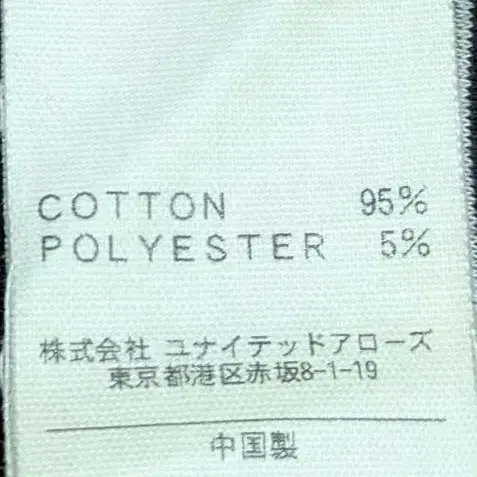 COTTON 95%
POLYESTER 5%
株式会社 ユナイテッドアローズ
東京都港区赤坂8-1-19
中国製